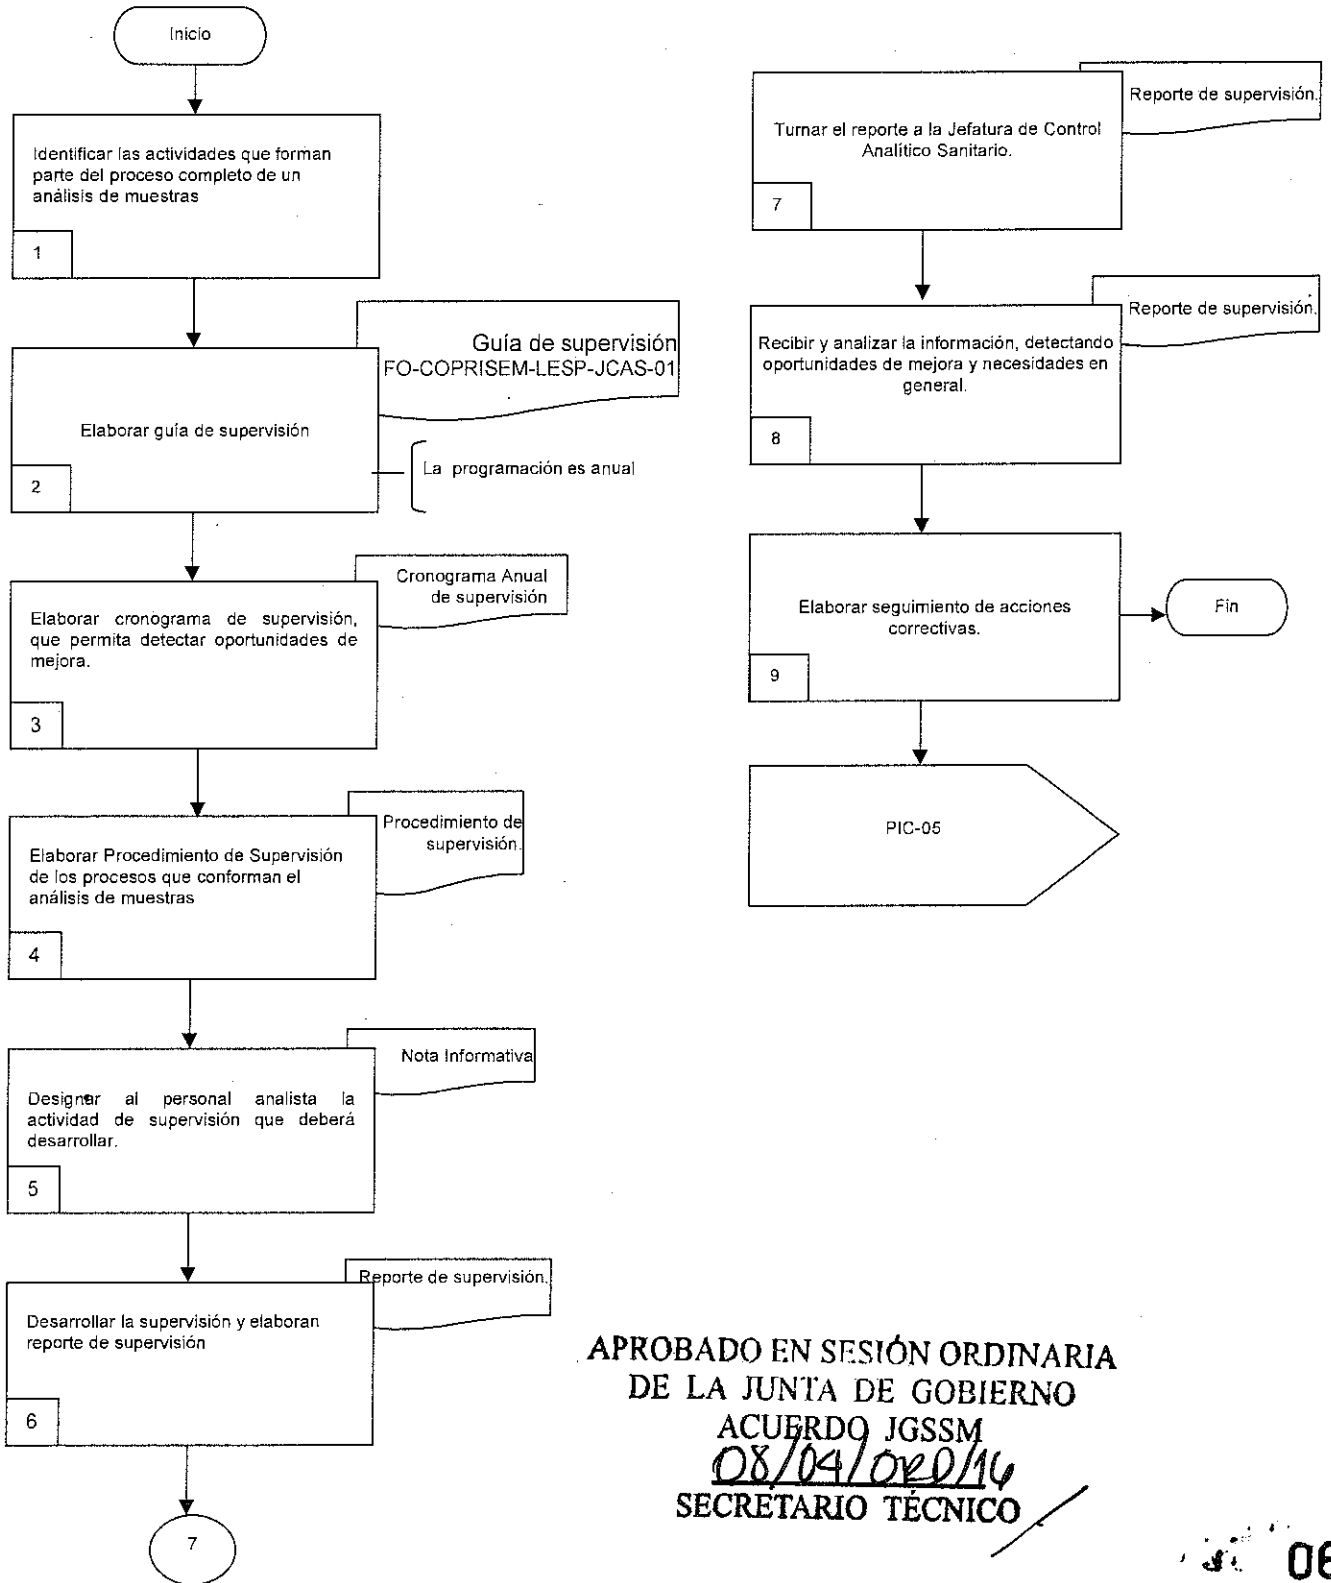 Inicio
Identificar las actividades que forman
parte del proceso completo de un
análisis de muestras
1
Guía de supervisión
FO-COPRISEM-LESP-JCAS-01
Elaborar guía de supervisión
La programación es anual
2
Cronograma Anual
de supervisión
Elaborar cronograma de supervisión,
que permita detectar oportunidades de
mejora.
3
Procedimiento de
supervisión.
Elaborar Procedimiento de Supervisión
de los procesos que conforman el
análisis de muestras
4
Nota Informativa
Designar al personal analista la
actividad de supervisión que deberá
desarrollar.
5
Reporte de supervisión.
Desarrollar la supervisión y elaboran
reporte de supervisión
6
7
Reporte de supervisión.
Turnar el reporte a la Jefatura de Control
Analítico Sanitario.
7
Reporte de supervisión.
Recibir y analizar la información, detectando
oportunidades de mejora y necesidades en
general.
8
Elaborar seguimiento de acciones
correctivas.
9
Fin
PIC-05
APROBADO EN SESIÓN ORDINARIA
DE LA JUNTA DE GOBIERNO
ACUERDO JGSSM
08/04/ORD/16
SECRETARIO TÉCNICO